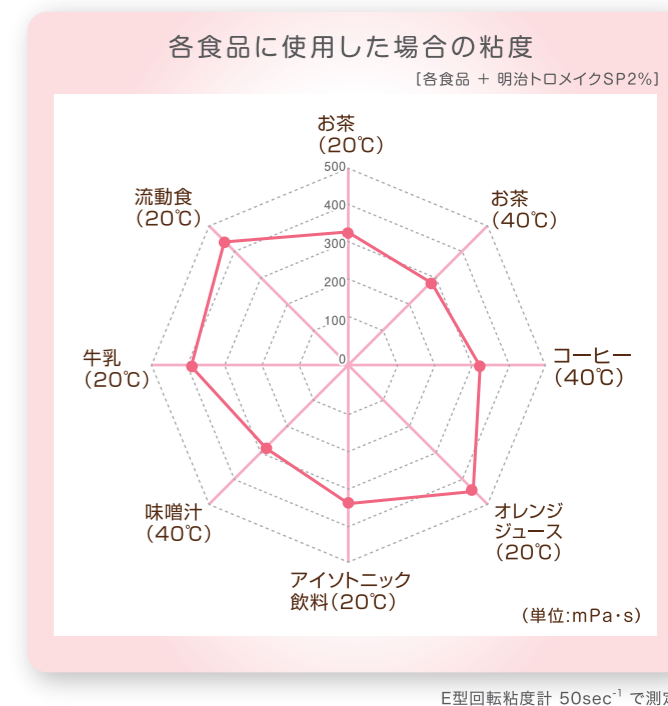 各食品に使用した場合の粘度
[各食品 ＋ 明治トロメイクSP2%]
お茶
（20℃）
お茶
（40℃）
コーヒー
（40℃）
オレンジ
ジュース
（20℃）
アイソトニック
飲料（20℃）
味噌汁
（40℃）
牛乳
（20℃）
流動食
（20℃）
500
400
300
200
100
0
（単位:mPa・s）
E型回転粘度計 50sec⁻¹ で測定